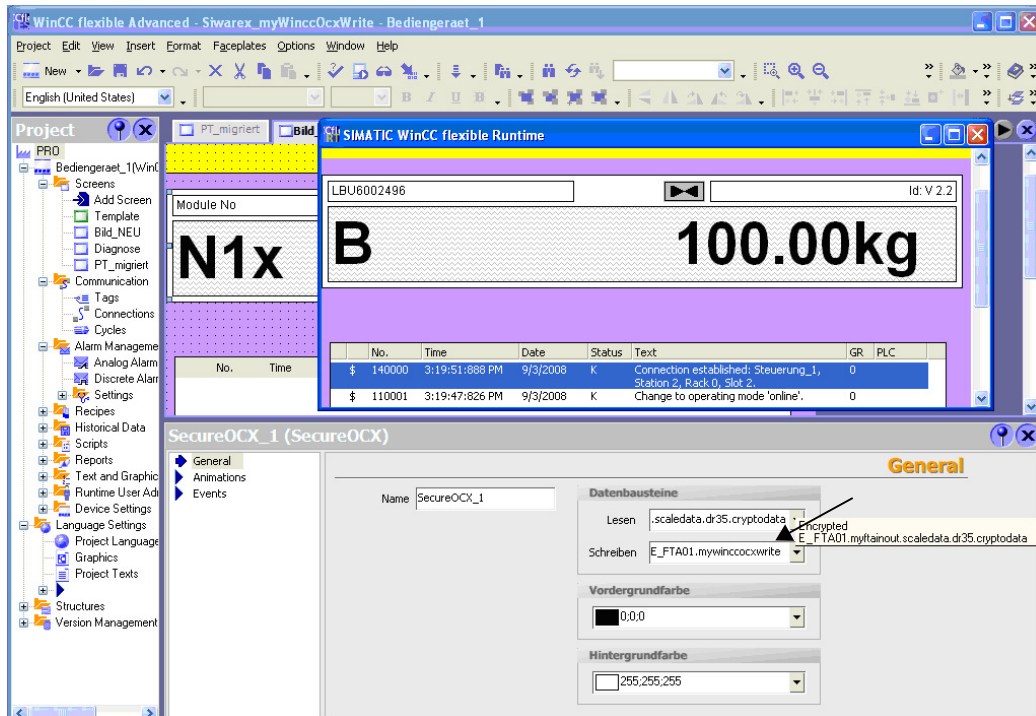 WinCC flexible Advanced - Siwarex_myWinccOcxWrite - Bediengeraet_1
Project Edit View Insert Format Faceplates Options Window Help
New
English (United States)
B I U B
Project
PT_migriert
Bild_
PRO
Bediengeraet_1(Win
Screens
Add Screen
Template
Bild_NEU
Diagnose
PT_migriert
Communication
Tags
Connections
Cycles
Alarm Manageme
Analog Alarm
Discrete Alarr
Settings
Recipes
Historical Data
Scripts
Reports
Text and Graphic
Runtime User Adı
Device Settings
Language Settings
Project Language
Graphics
Project Texts
Structures
Version Management
Module No
N1x
No. Time
SIMATIC WinCC flexible Runtime
LBU6002496
Id: V 2.2
B 100.00kg
No. Time Date Status Text GR PLC
$ 140000 3:19:51:888 PM 9/3/2008 K Connection established: Steuerung_1, 0
Station 2, Rack 0, Slot 2.
$ 110001 3:19:47:826 PM 9/3/2008 K Change to operating mode 'online'. 0
SecureOCX_1 (SecureOCX)
General
Animations
Events
General
Name SecureOCX_1
Datenbausteine
Lesen .scaledata.dr35.cryptodata
Encrypted
E_FTA01.myftainout.scaledata.dr35.cryptodata
Schreiben E_FTA01.mywinccocxwrite
Vordergrundfarbe
0;0;0
Hintergrundfarbe
255;255;255